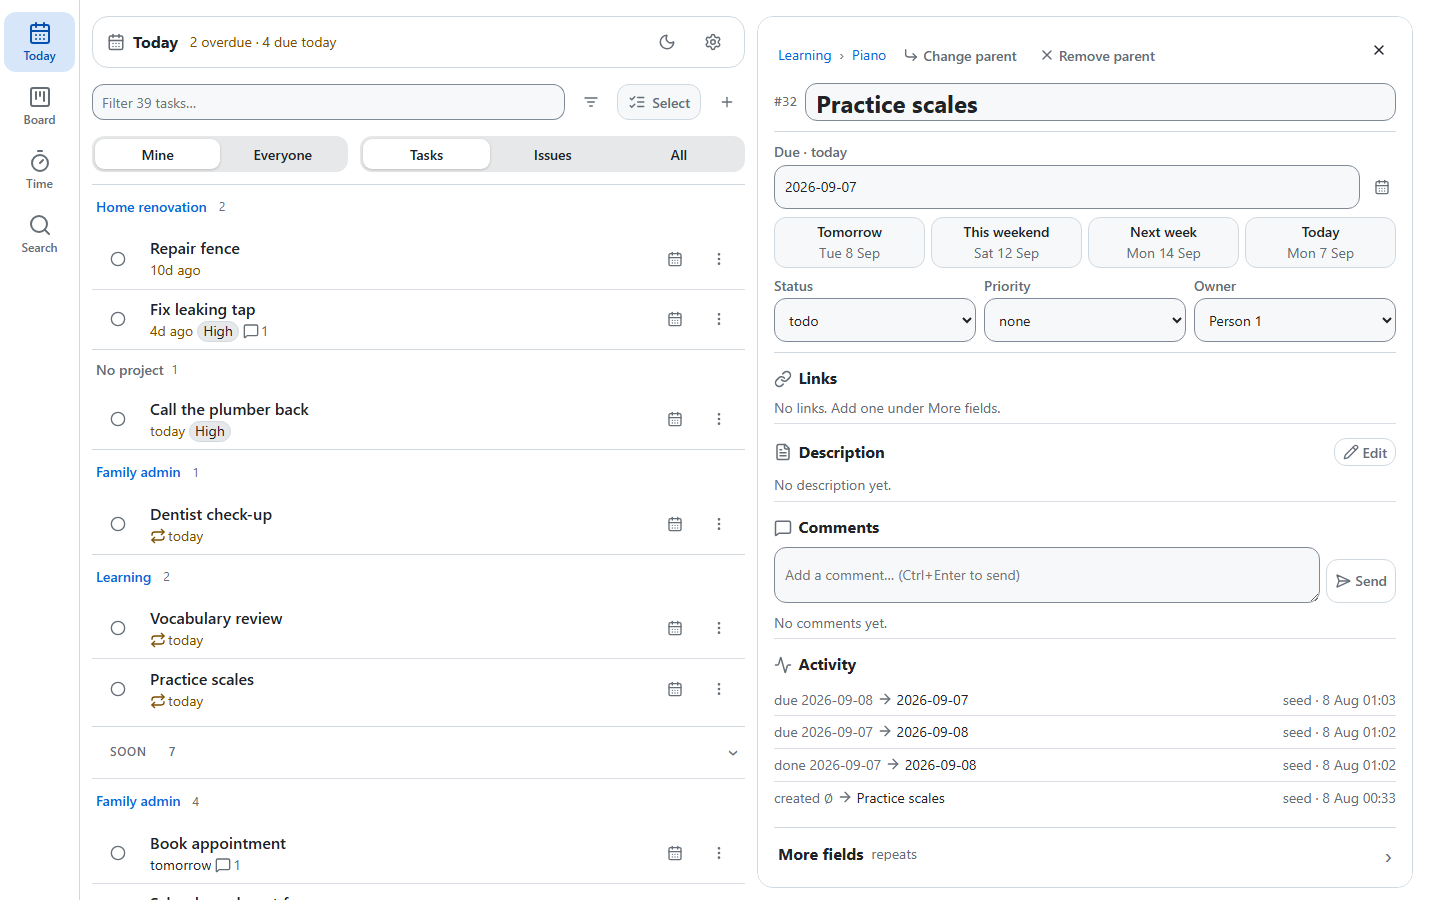 Today
Board
Time
Search
Today 2 overdue · 4 due today
Filter 39 tasks...
Select
Mine Everyone Tasks Issues All
Home renovation 2
Repair fence
10d ago
Fix leaking tap
4d ago High 1
No project 1
Call the plumber back
today High
Family admin 1
Dentist check-up
today
Learning 2
Vocabulary review
today
Practice scales
today
SOON 7
Family admin 4
Book appointment
tomorrow 1
Learning › Piano Change parent Remove parent
#32 Practice scales
Due · today
2026-09-07
Tomorrow
Tue 8 Sep
This weekend
Sat 12 Sep
Next week
Mon 14 Sep
Today
Mon 7 Sep
Status Priority Owner
todo none Person 1
Links
No links. Add one under More fields.
Description Edit
No description yet.
Comments
Add a comment... (Ctrl+Enter to send)
Send
No comments yet.
Activity
due 2026-09-08 → 2026-09-07 seed · 8 Aug 01:03
due 2026-09-07 → 2026-09-08 seed · 8 Aug 01:02
done 2026-09-07 → 2026-09-08 seed · 8 Aug 01:02
created Ø → Practice scales seed · 8 Aug 00:33
More fields repeats